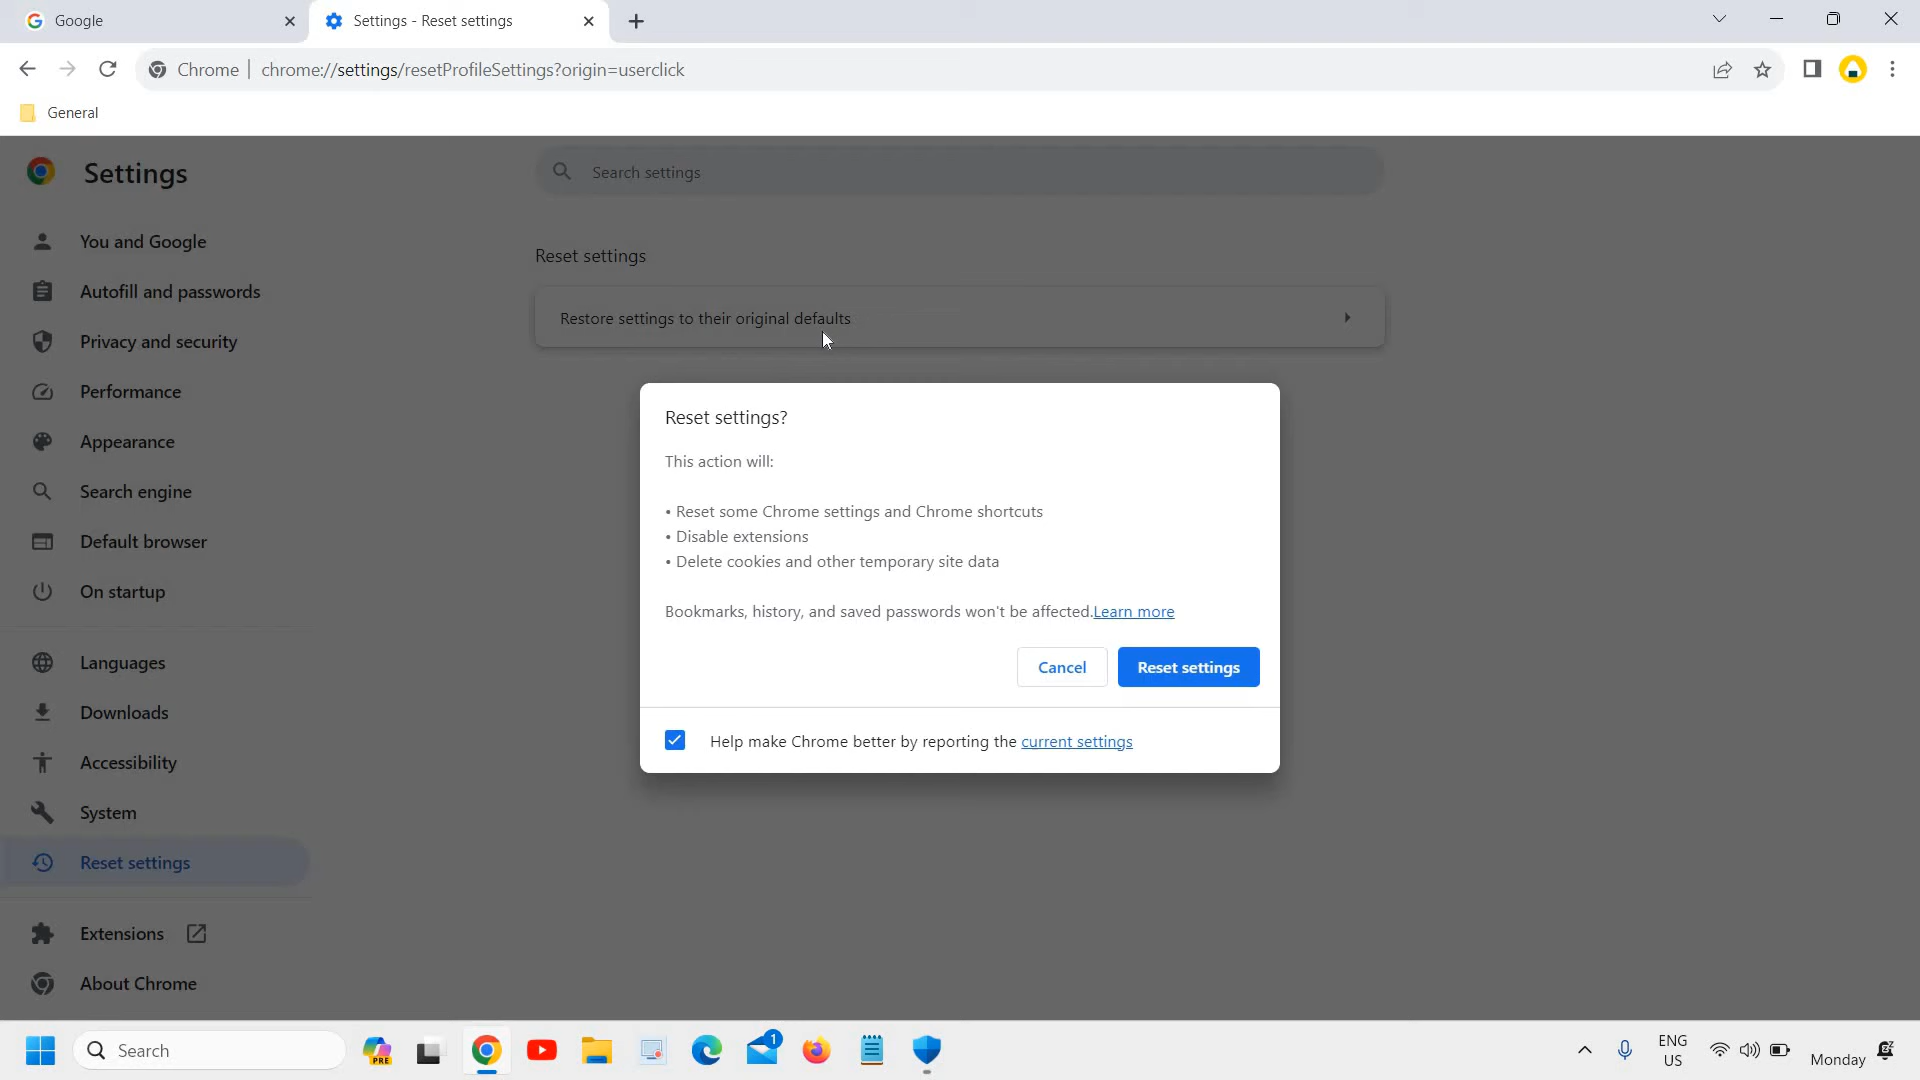 Google
Settings - Reset settings
Chrome
chrome://settings/resetProfileSettings?origin=userclick
General
Settings
Search settings
You and Google
Autofill and passwords
Privacy and security
Performance
Appearance
Search engine
Default browser
On startup
Languages
Downloads
Accessibility
System
Reset settings
Extensions
About Chrome
Reset settings
Restore settings to their original defaults
Reset settings?
This action will:
• Reset some Chrome settings and Chrome shortcuts
• Disable extensions
• Delete cookies and other temporary site data
Bookmarks, history, and saved passwords won't be affected.Learn more
Cancel
Reset settings
Help make Chrome better by reporting the current settings
Search
PRE
1
ENG
US
Monday